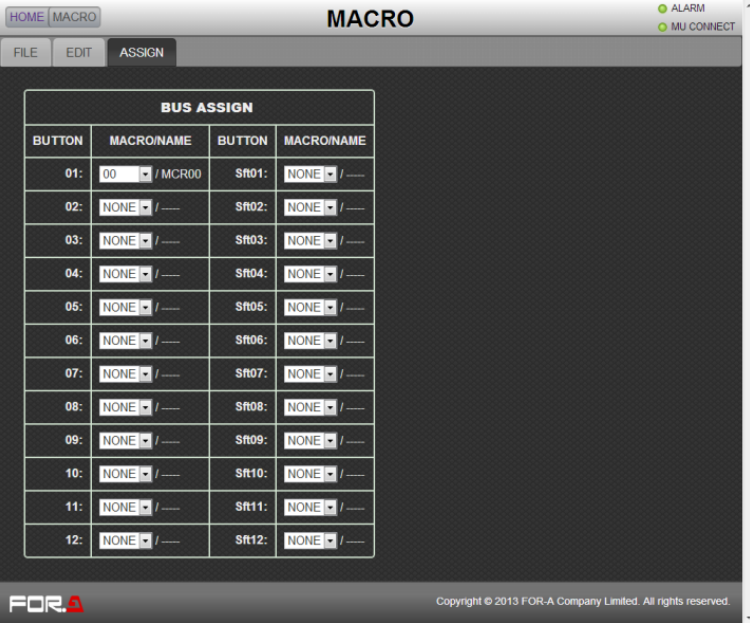 HOME MACRO
MACRO
ALARM
MU CONNECT
FILE EDIT ASSIGN
BUS ASSIGN
BUTTON MACRO/NAME BUTTON MACRO/NAME
01: 00 / MCR00 Sft01: NONE / -----
02: NONE / ----- Sft02: NONE / -----
03: NONE / ----- Sft03: NONE / -----
04: NONE / ----- Sft04: NONE / -----
05: NONE / ----- Sft05: NONE / -----
06: NONE / ----- Sft06: NONE / -----
07: NONE / ----- Sft07: NONE / -----
08: NONE / ----- Sft08: NONE / -----
09: NONE / ----- Sft09: NONE / -----
10: NONE / ----- Sft10: NONE / -----
11: NONE / ----- Sft11: NONE / -----
12: NONE / ----- Sft12: NONE / -----
FOR.A
Copyright © 2013 FOR-A Company Limited. All rights reserved.